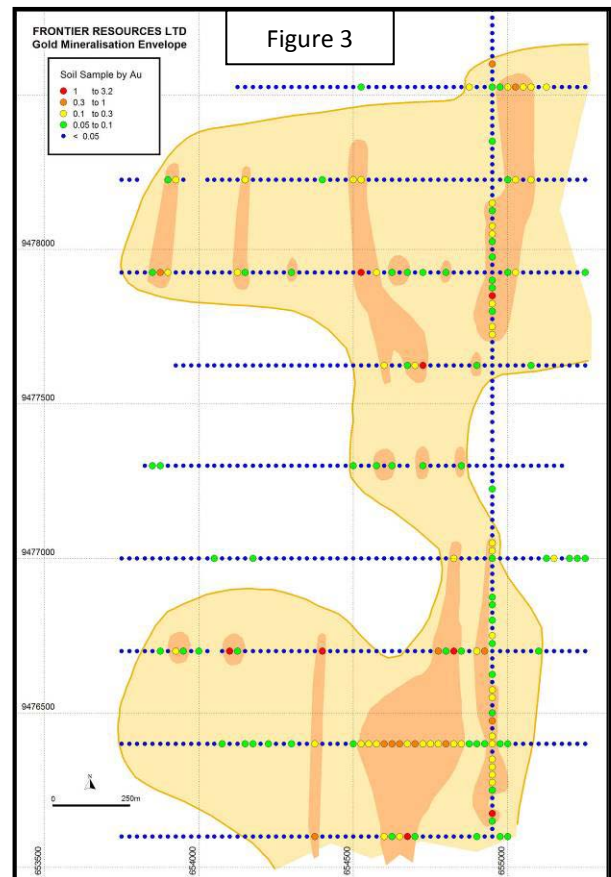 FRONTIER RESOURCES LTD
Gold Mineralisation Envelope
Figure 3
Soil Sample by Au
1 to 3.2
0.3 to 1
0.1 to 0.3
0.05 to 0.1
< 0.05
9478000
9477500
9477000
9476500
N
0 250m
653500
654000
654500
655000